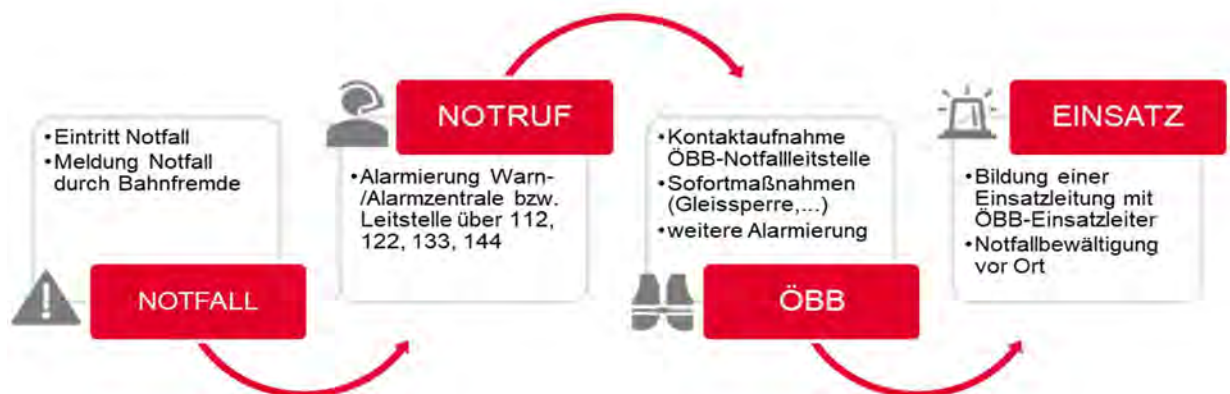 •Eintritt Notfall
•Meldung Notfall
durch Bahnfremde
NOTFALL
NOTRUF
•Alarmierung Warn-
/Alarmzentrale bzw.
Leitstelle über 112,
122, 133, 144
•Kontaktaufnahme
ÖBB-Notfallleitstelle
•Sofortmaßnahmen
(Gleissperre,...)
•weitere Alarmierung
ÖBB
EINSATZ
•Bildung einer
Einsatzleitung mit
ÖBB-Einsatzleiter
•Notfallbewältigung
vor Ort